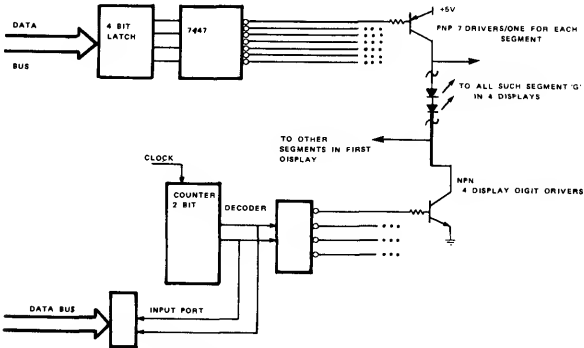 DATA
BUS
4 BIT
LATCH
7447
+5V
PNP 7 DRIVERS/ONE FOR EACH
SEGMENT
TO ALL SUCH SEGMENT 'G'
IN 4 DISPLAYS
TO OTHER
SEGMENTS IN FIRST
DISPLAY
CLOCK
COUNTER
2 BIT
DECODER
NPN
4 DISPLAY DIGIT DRIVERS
DATA BUS
INPUT PORT